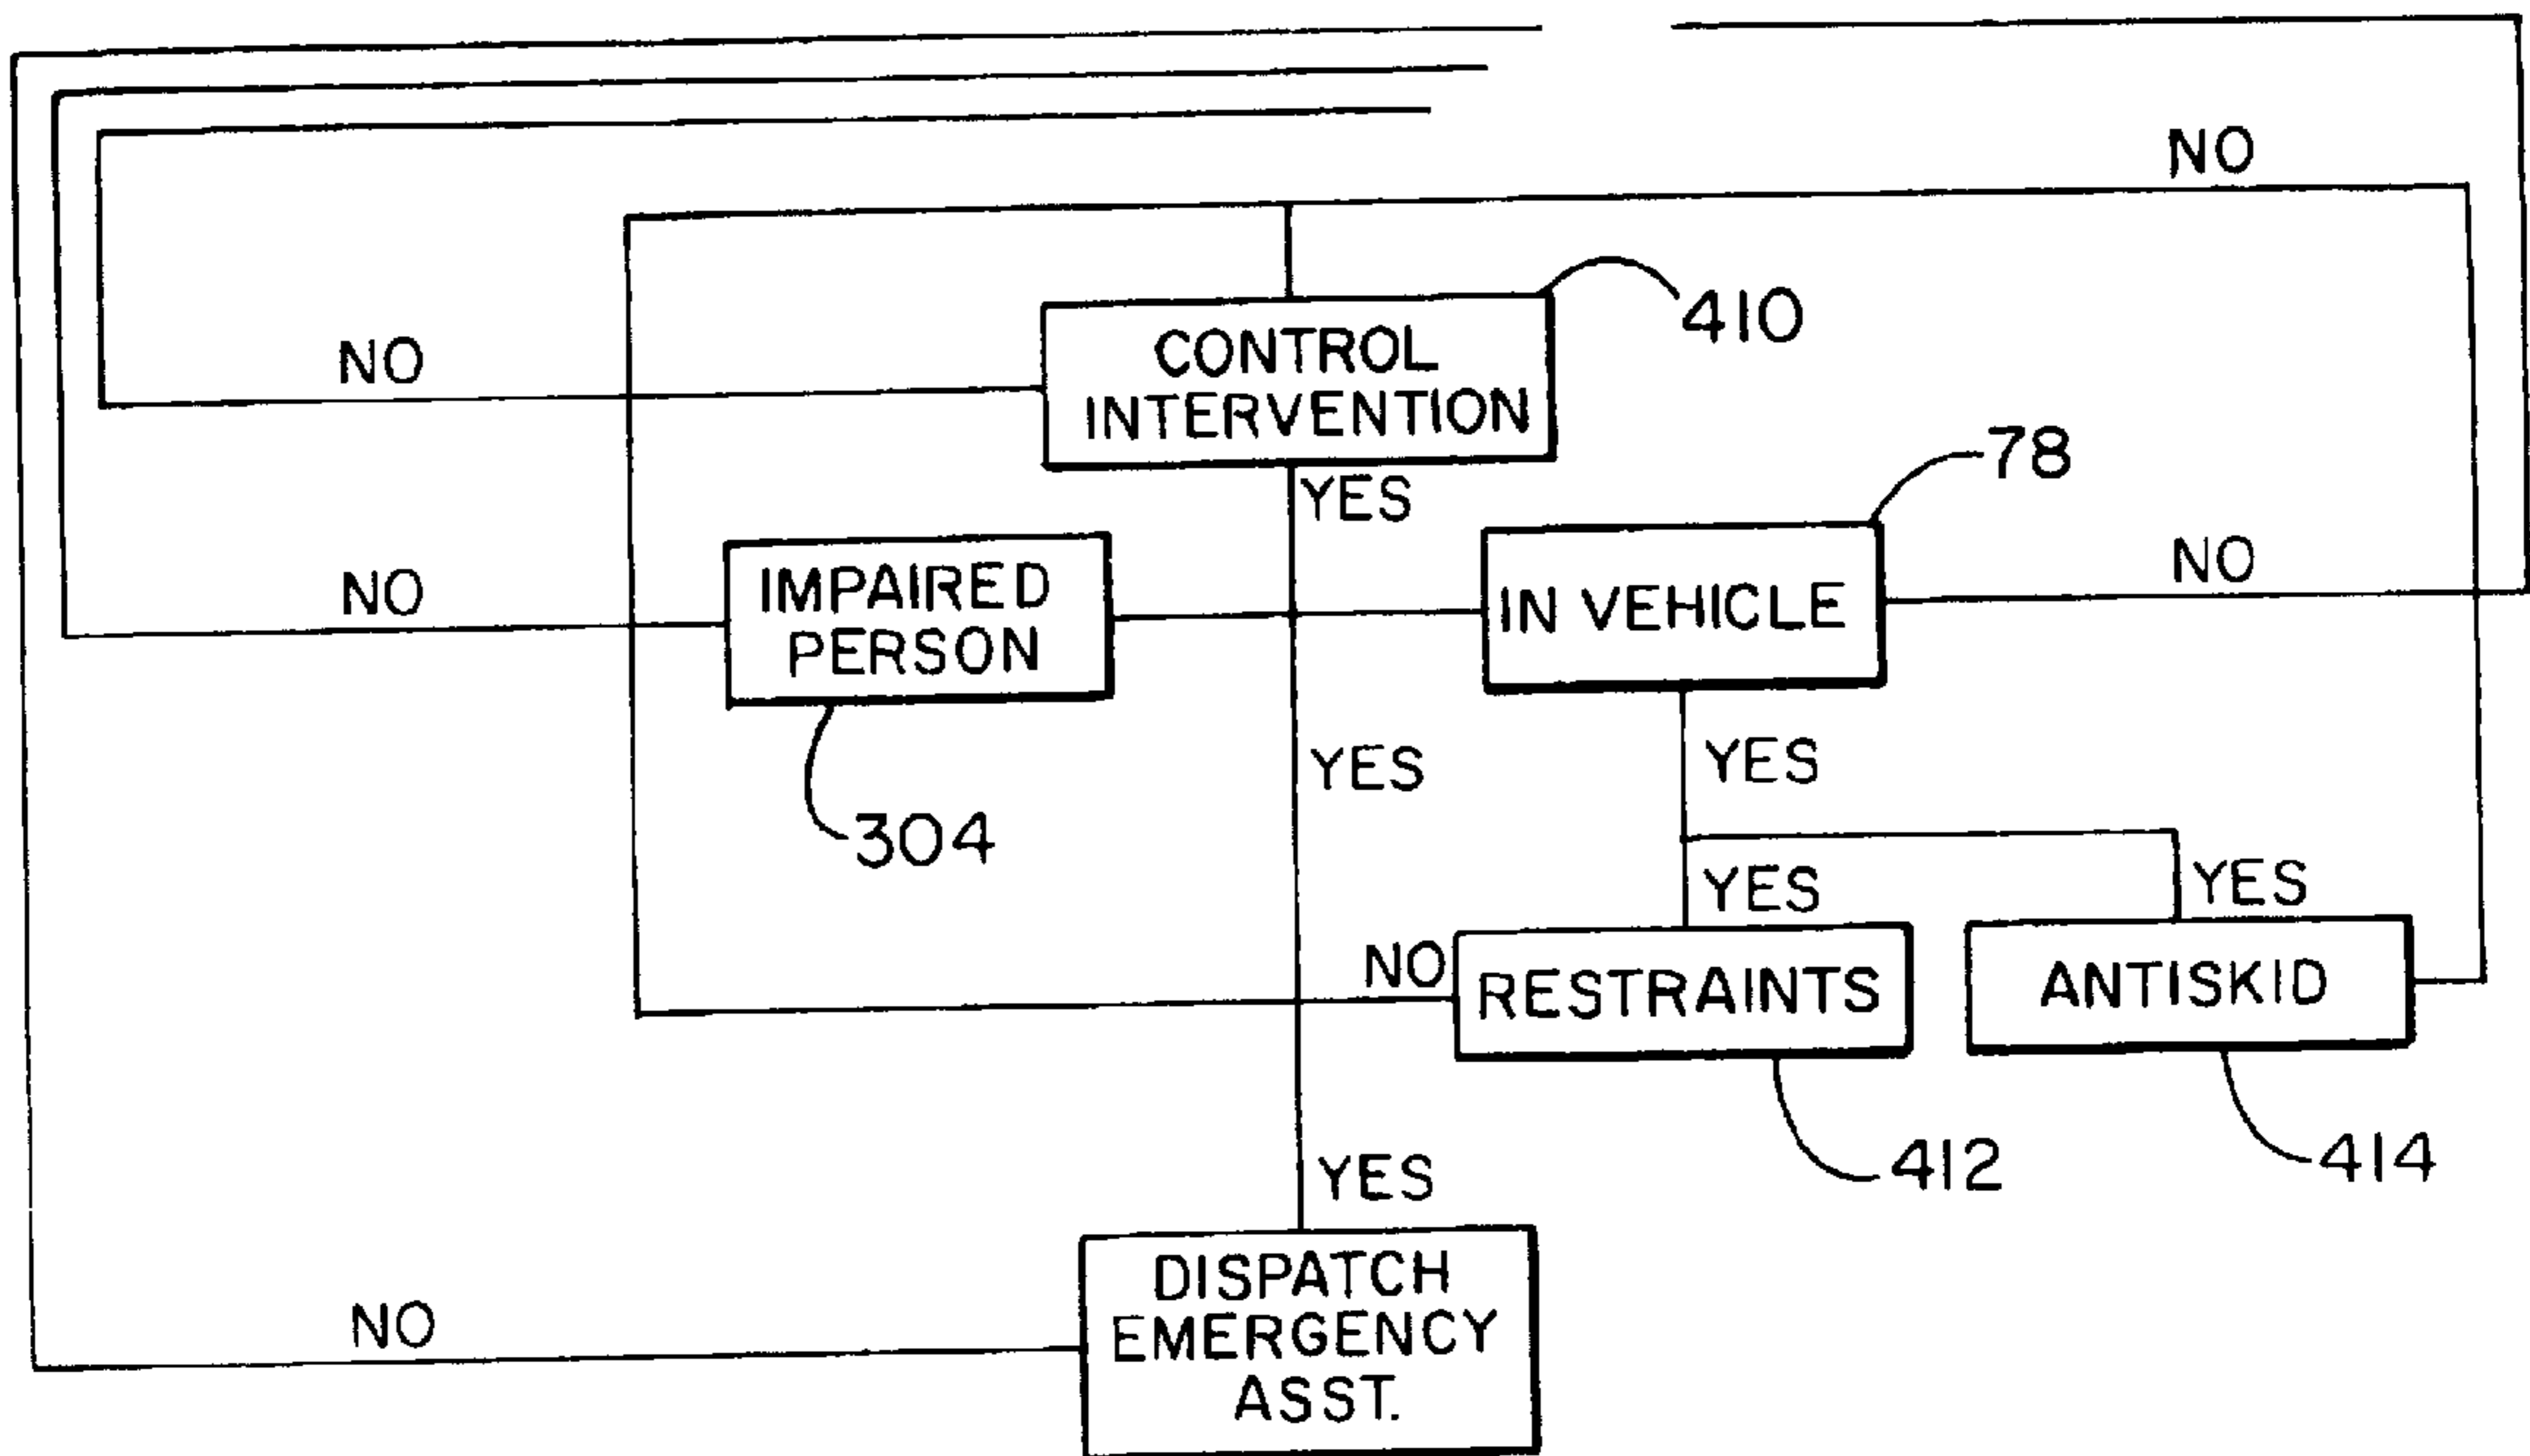 NO
410
CONTROL
INTERVENTION
NO
YES
78
IMPAIRED
PERSON
NO
IN VEHICLE
NO
304
YES
YES
YES
YES
NO
RESTRAINTS
ANTISKID
412
414
YES
DISPATCH
EMERGENCY
ASST.
NO